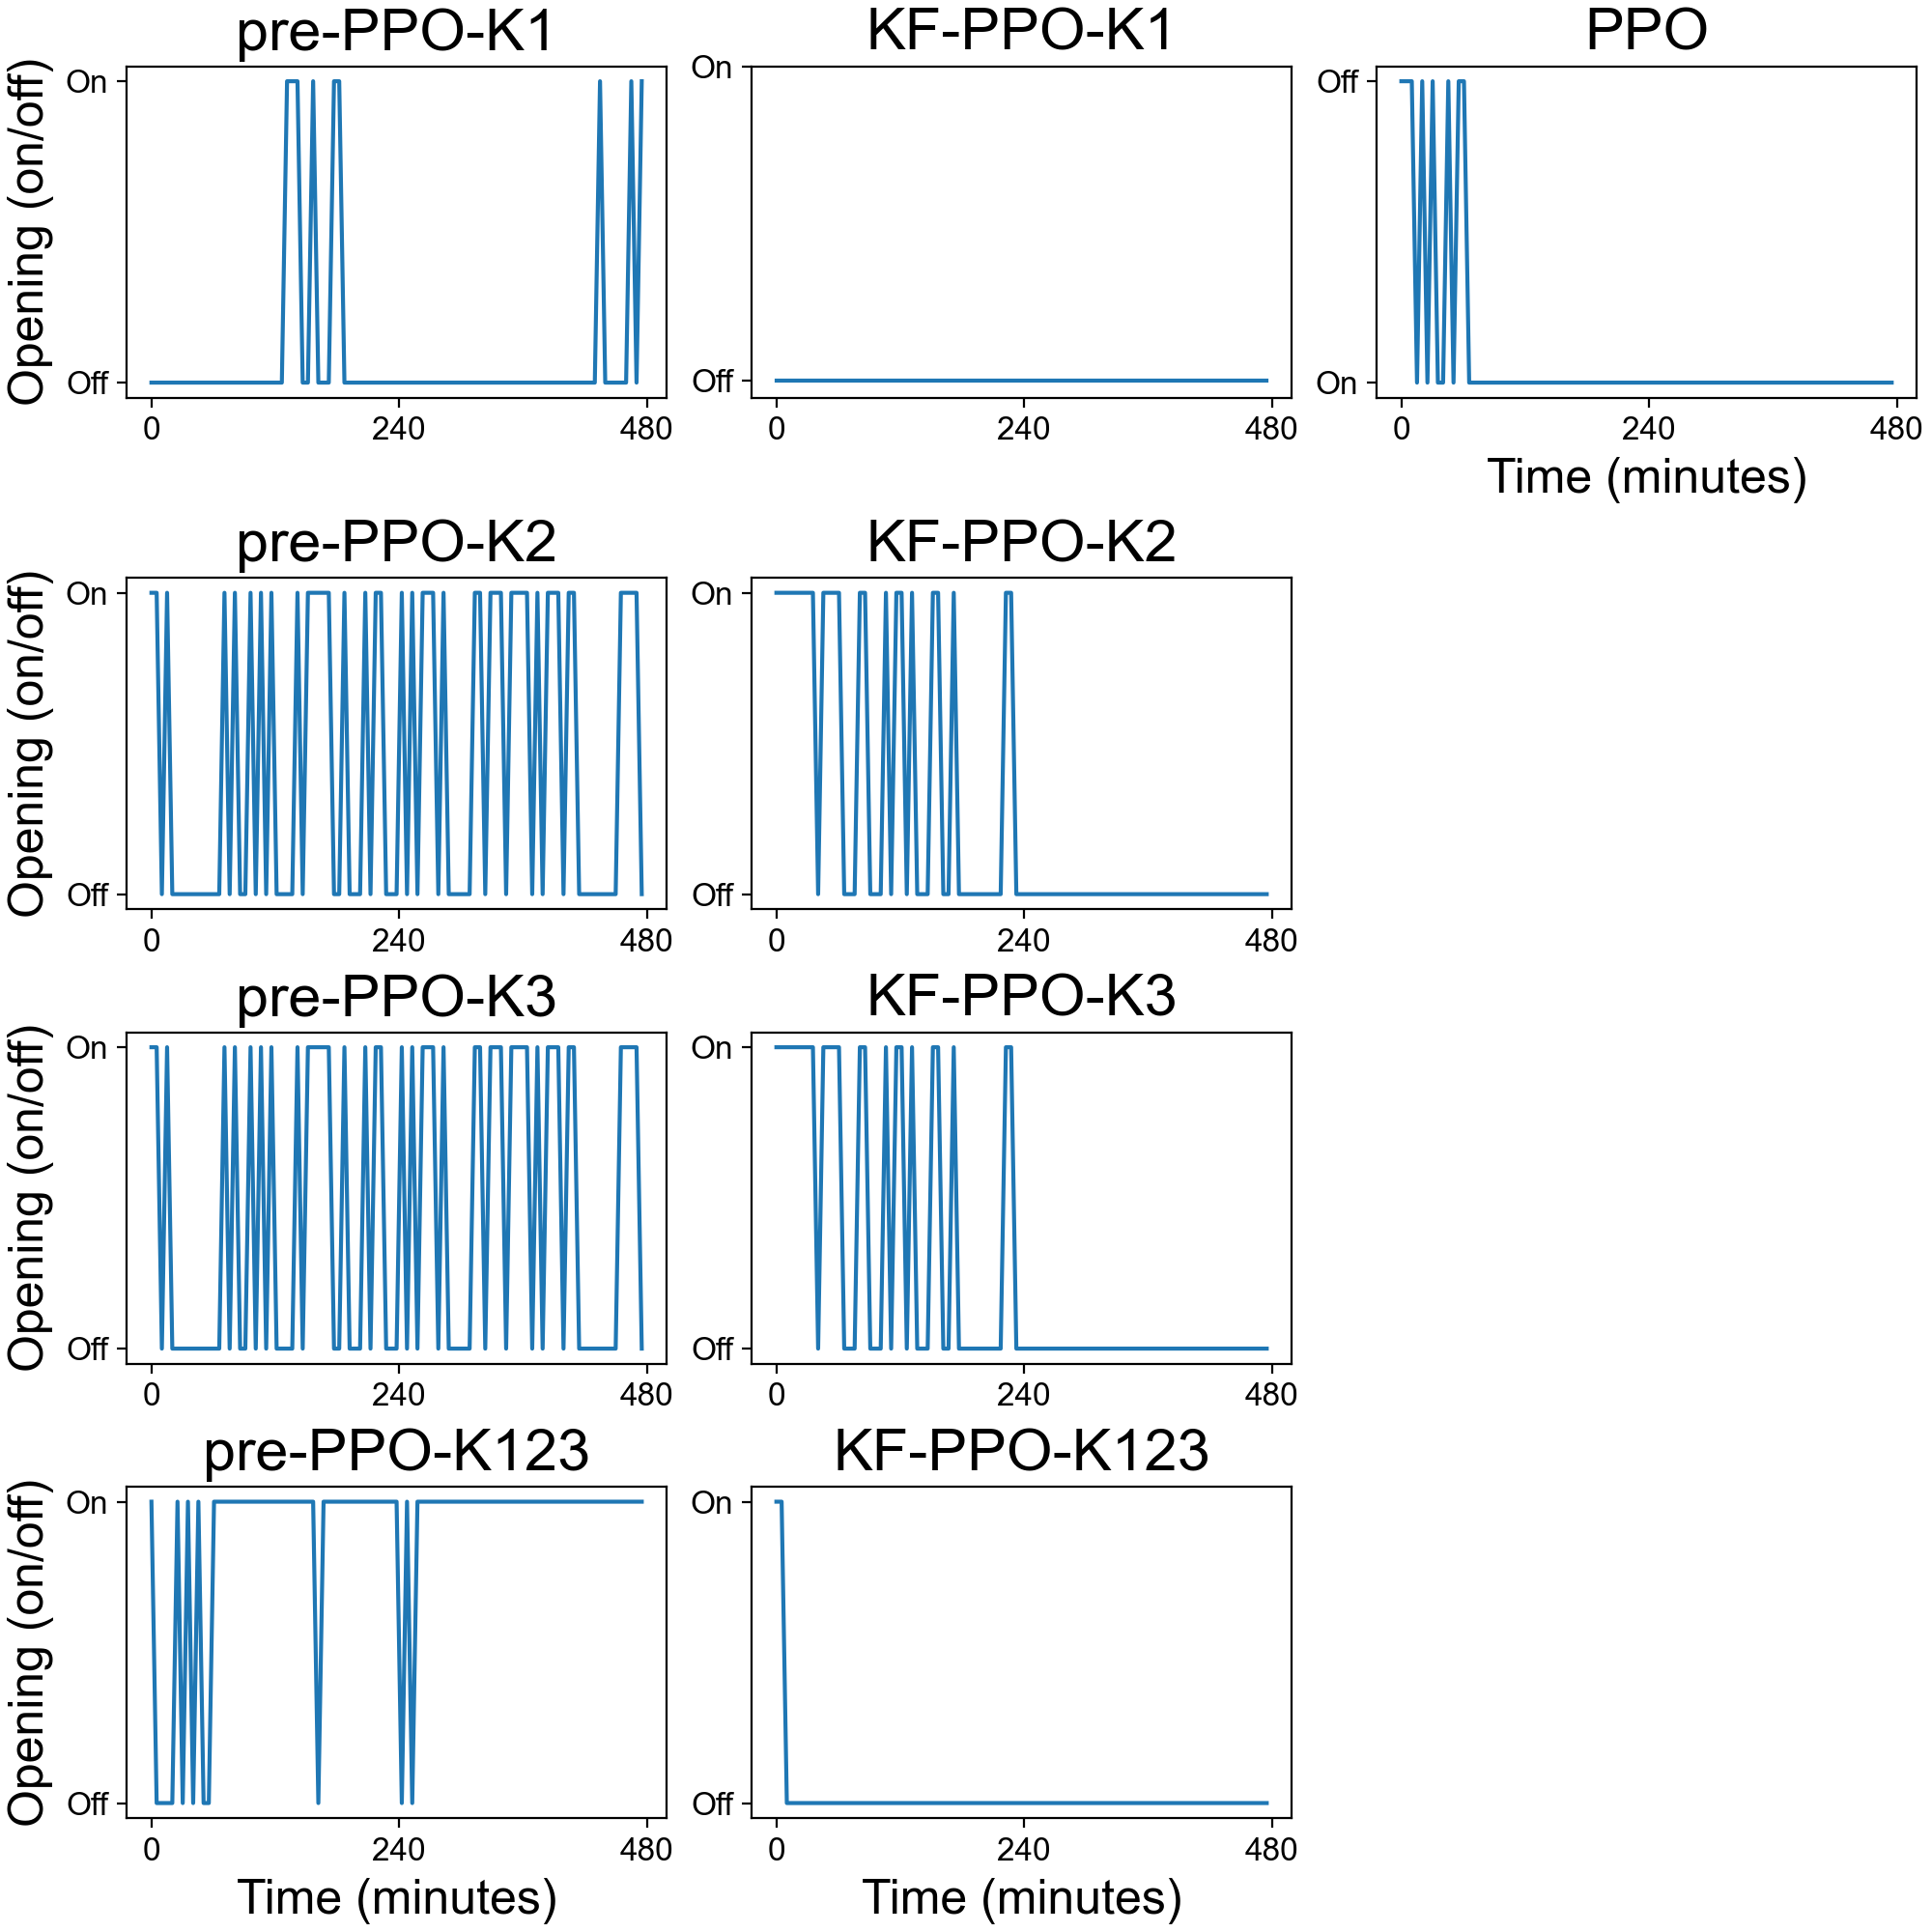 pre-PPO-K1
KF-PPO-K1
PPO
Opening (on/off)
On
Off
0 240 480
On
Off
0 240 480
Off
On
0 240 480
Time (minutes)
pre-PPO-K2
KF-PPO-K2
Opening (on/off)
On
Off
0 240 480
On
Off
0 240 480
pre-PPO-K3
KF-PPO-K3
Opening (on/off)
On
Off
0 240 480
On
Off
0 240 480
pre-PPO-K123
KF-PPO-K123
Opening (on/off)
On
Off
0 240 480
Time (minutes)
On
Off
0 240 480
Time (minutes)